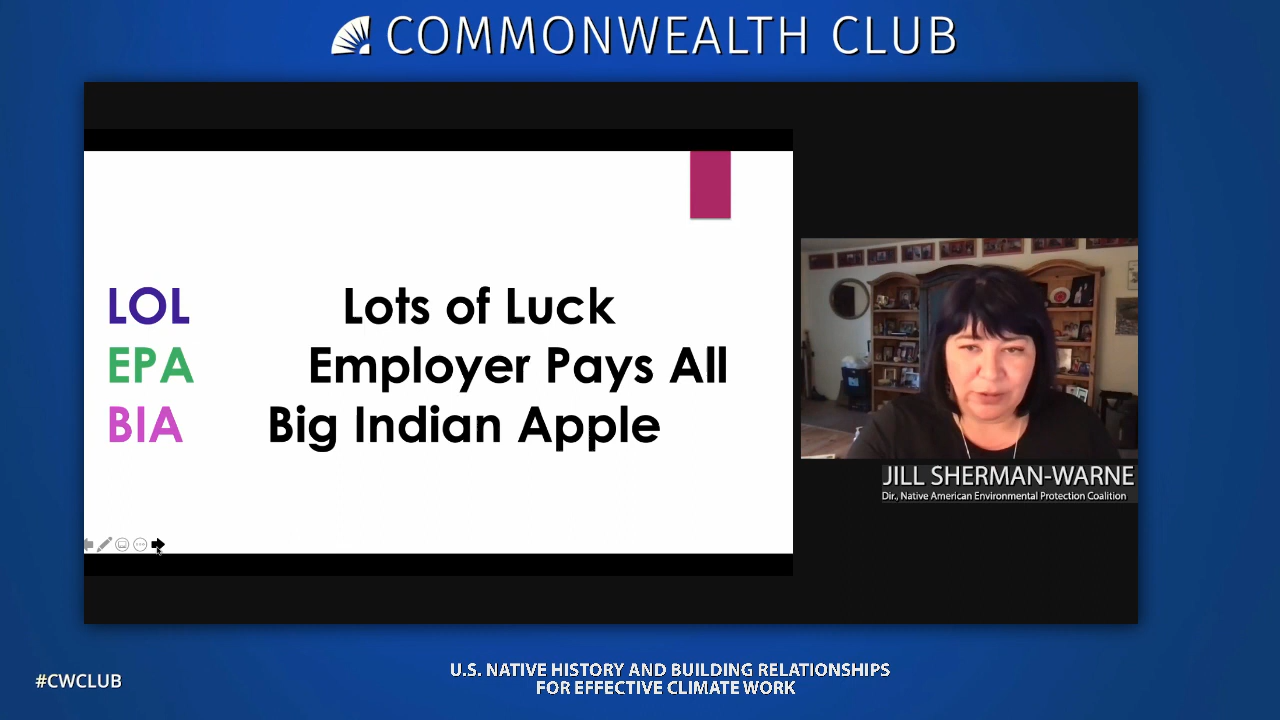 COMMONWEALTH CLUB
LOL Lots of Luck
EPA Employer Pays All
BIA Big Indian Apple
JILL SHERMAN-WARNE
Dir., Native American Environmental Protection Coalition
#CWCLUB
U.S. NATIVE HISTORY AND BUILDING RELATIONSHIPS
FOR EFFECTIVE CLIMATE WORK